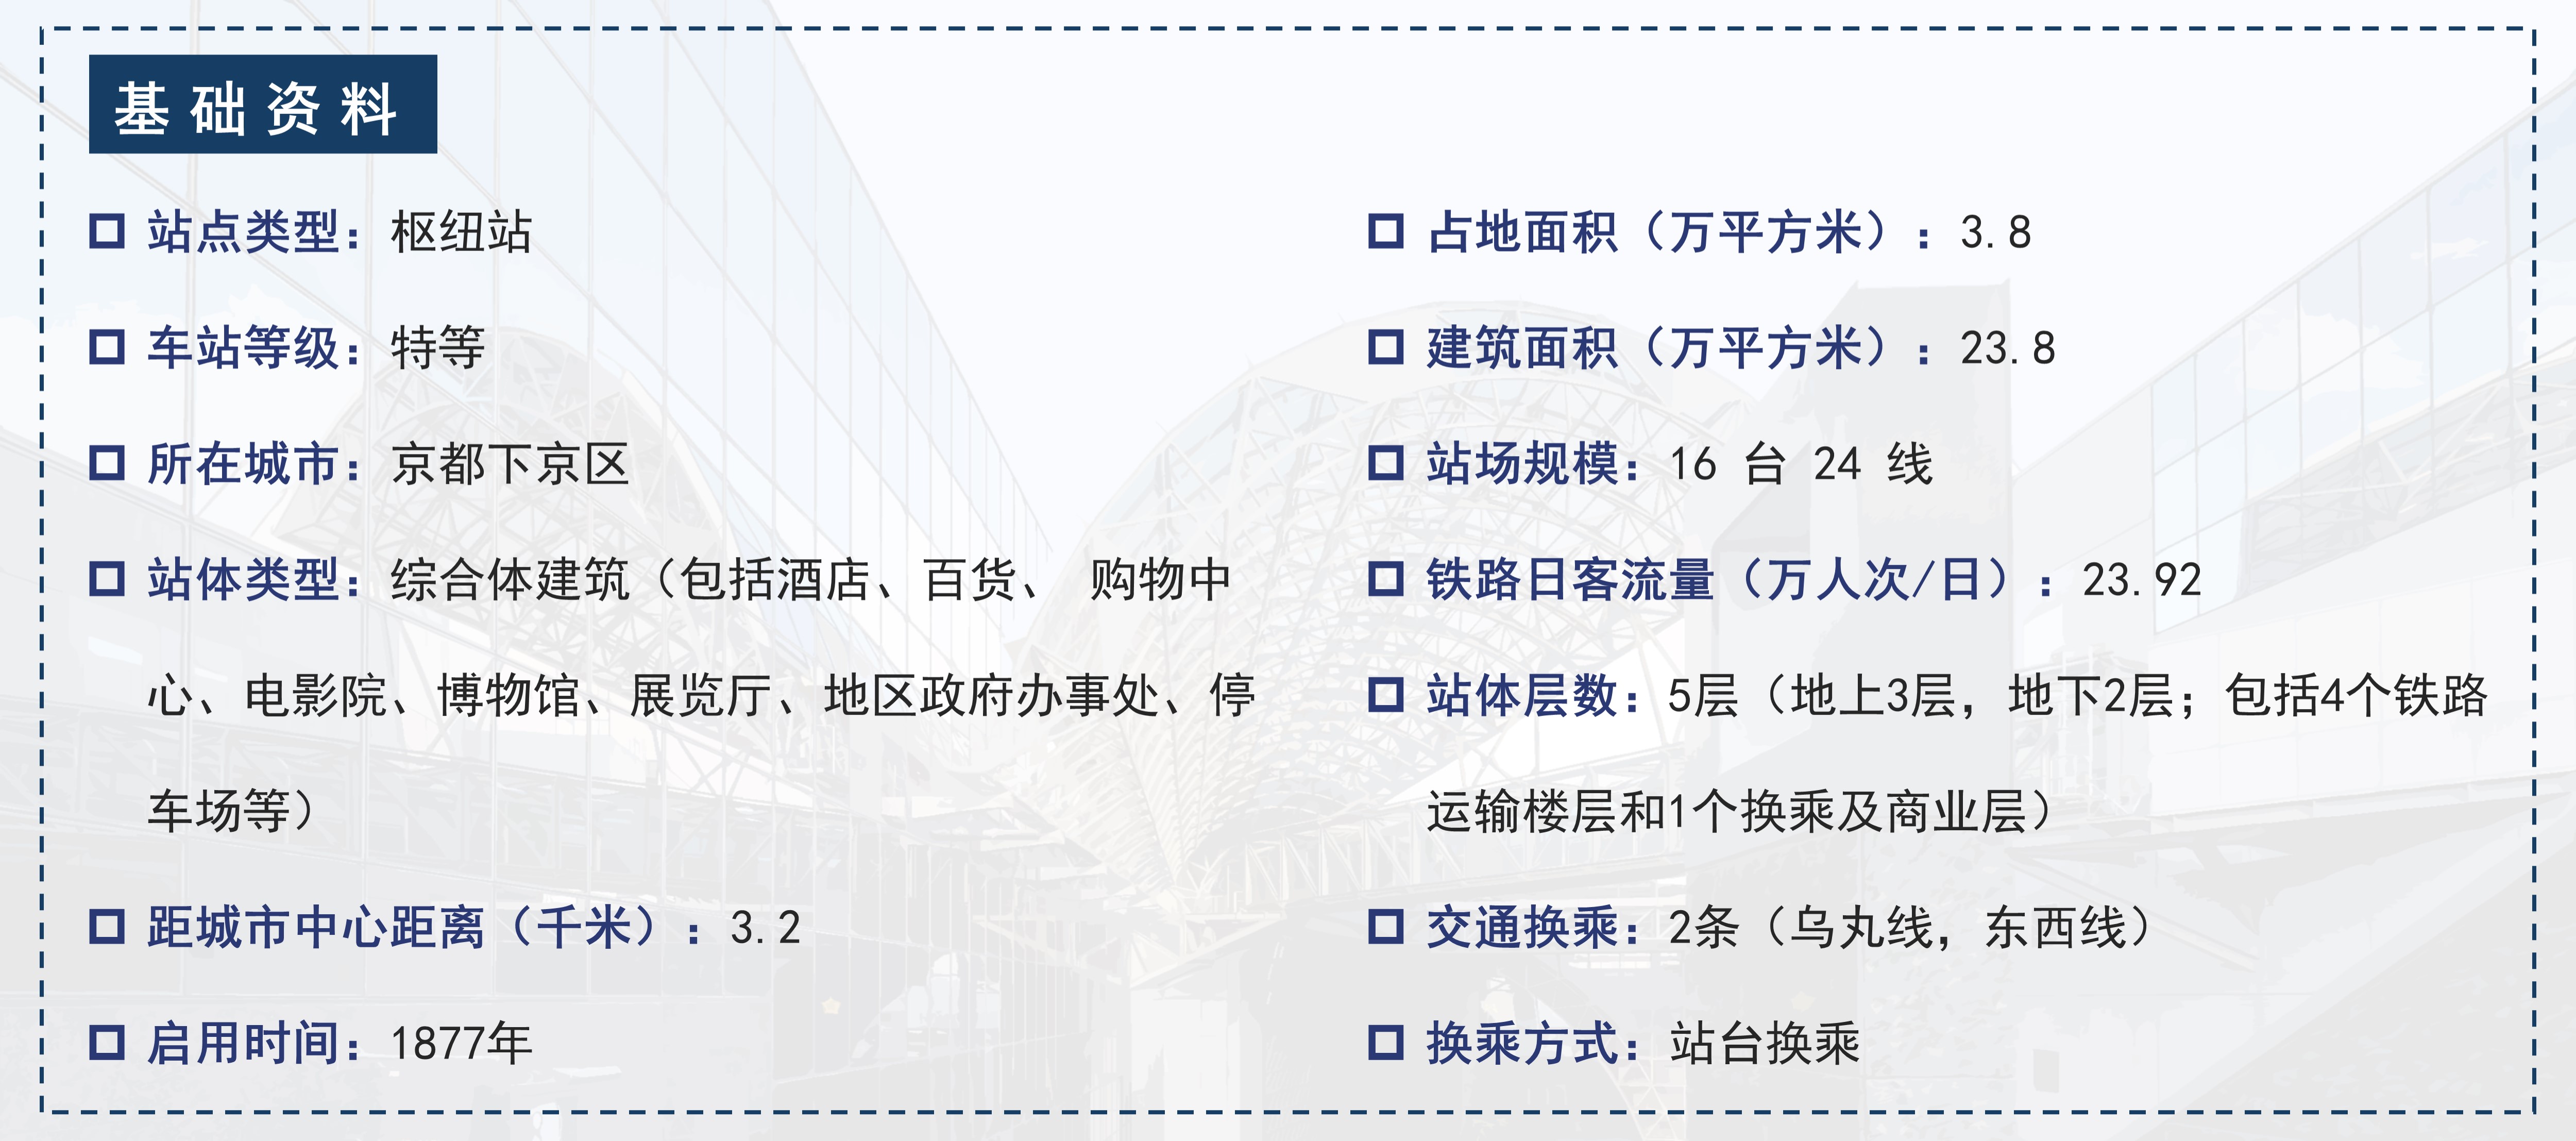 基础资料
站点类型：枢纽站
车站等级：特等
所在城市：京都下京区
站体类型：综合体建筑（包括酒店、百货、 购物中
心、电影院、博物馆、展览厅、地区政府办事处、停
车场等）
距城市中心距离（千米）：3.2
启用时间：1877年
占地面积（万平方米）：3.8
建筑面积（万平方米）：23.8
站场规模：16 台 24 线
铁路日客流量（万人次/日）：23.92
站体层数：5层（地上3层，地下2层；包括4个铁路
运输楼层和1个换乘及商业层）
交通换乘：2条（乌丸线，东西线）
换乘方式：站台换乘